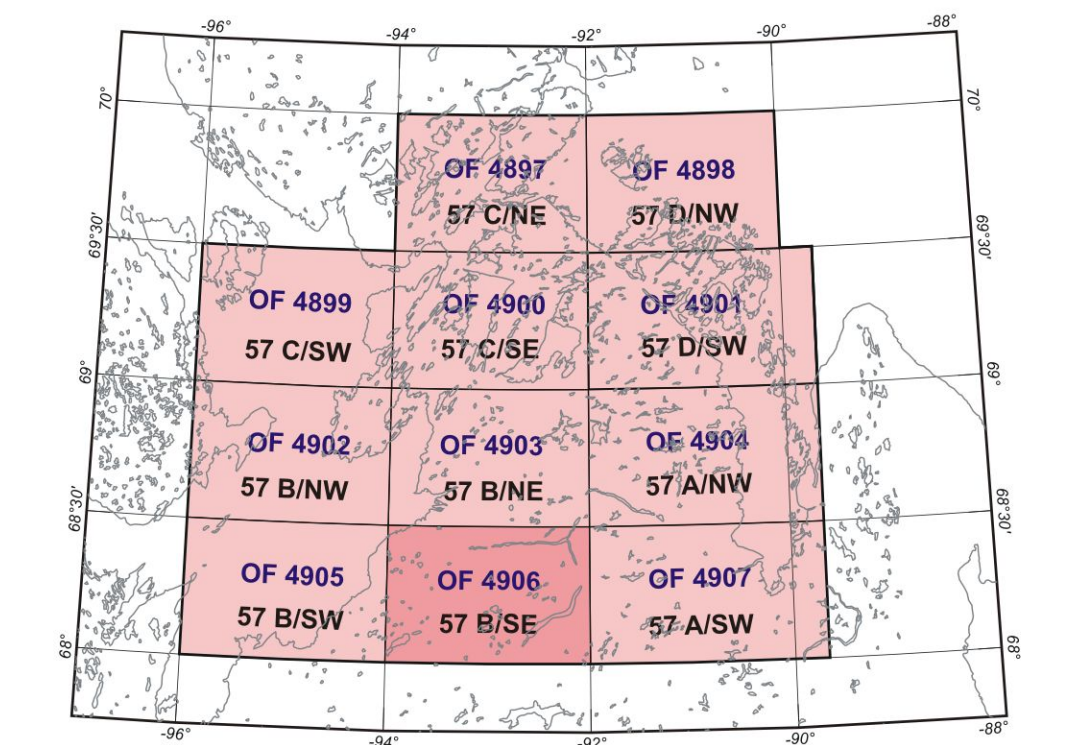 -96°
-94°
-92°
-90°
-88°
70°
70°
OF 4897
57 C/NE
OF 4898
57 D/NW
69°30'
69°30'
OF 4899
57 C/SW
OF 4900
57 C/SE
OF 4901
57 D/SW
69°
69°
OF 4902
57 B/NW
OF 4903
57 B/NE
OF 4904
57 A/NW
68°30'
68°30'
OF 4905
57 B/SW
OF 4906
57 B/SE
OF 4907
57 A/SW
68°
68°
-96°
-94°
-92°
-90°
-88°